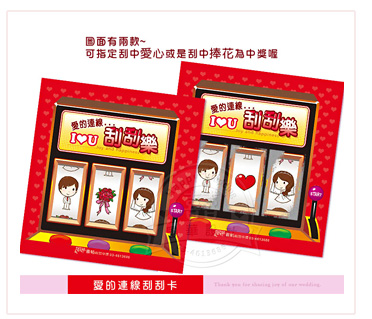 圖面有兩款~
可指定刮中愛心或是刮中捧花為中獎喔
愛的連線...
I❤U 刮刮樂
START
愛的連線...
I❤U 刮刮樂
START
愛的連線刮刮卡
Thank you for sharing joy of our wedding